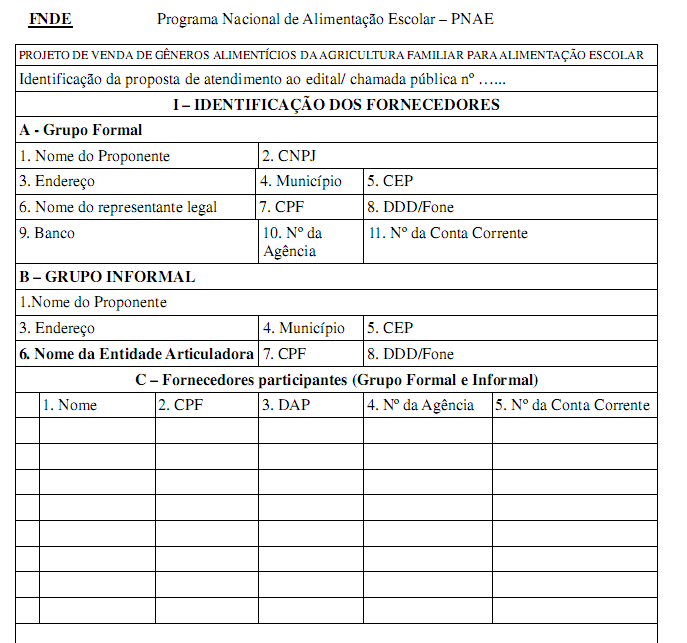 FNDE Programa Nacional de Alimentação Escolar – PNAE
PROJETO DE VENDA DE GÊNEROS ALIMENTÍCIOS DA AGRICULTURA FAMILIAR PARA ALIMENTAÇÃO ESCOLAR
Identificação da proposta de atendimento ao edital/ chamada pública nº …...
I – IDENTIFICAÇÃO DOS FORNECEDORES
A - Grupo Formal
1. Nome do Proponente 2. CNPJ
3. Endereço 4. Município 5. CEP
6. Nome do representante legal 7. CPF 8. DDD/Fone
9. Banco 10. Nº da 11. Nº da Conta Corrente
Agência
B – GRUPO INFORMAL
1.Nome do Proponente
3. Endereço 4. Município 5. CEP
6. Nome da Entidade Articuladora 7. CPF 8. DDD/Fone
C – Fornecedores participantes (Grupo Formal e Informal)
1. Nome 2. CPF 3. DAP 4. Nº da Agência 5. Nº da Conta Corrente